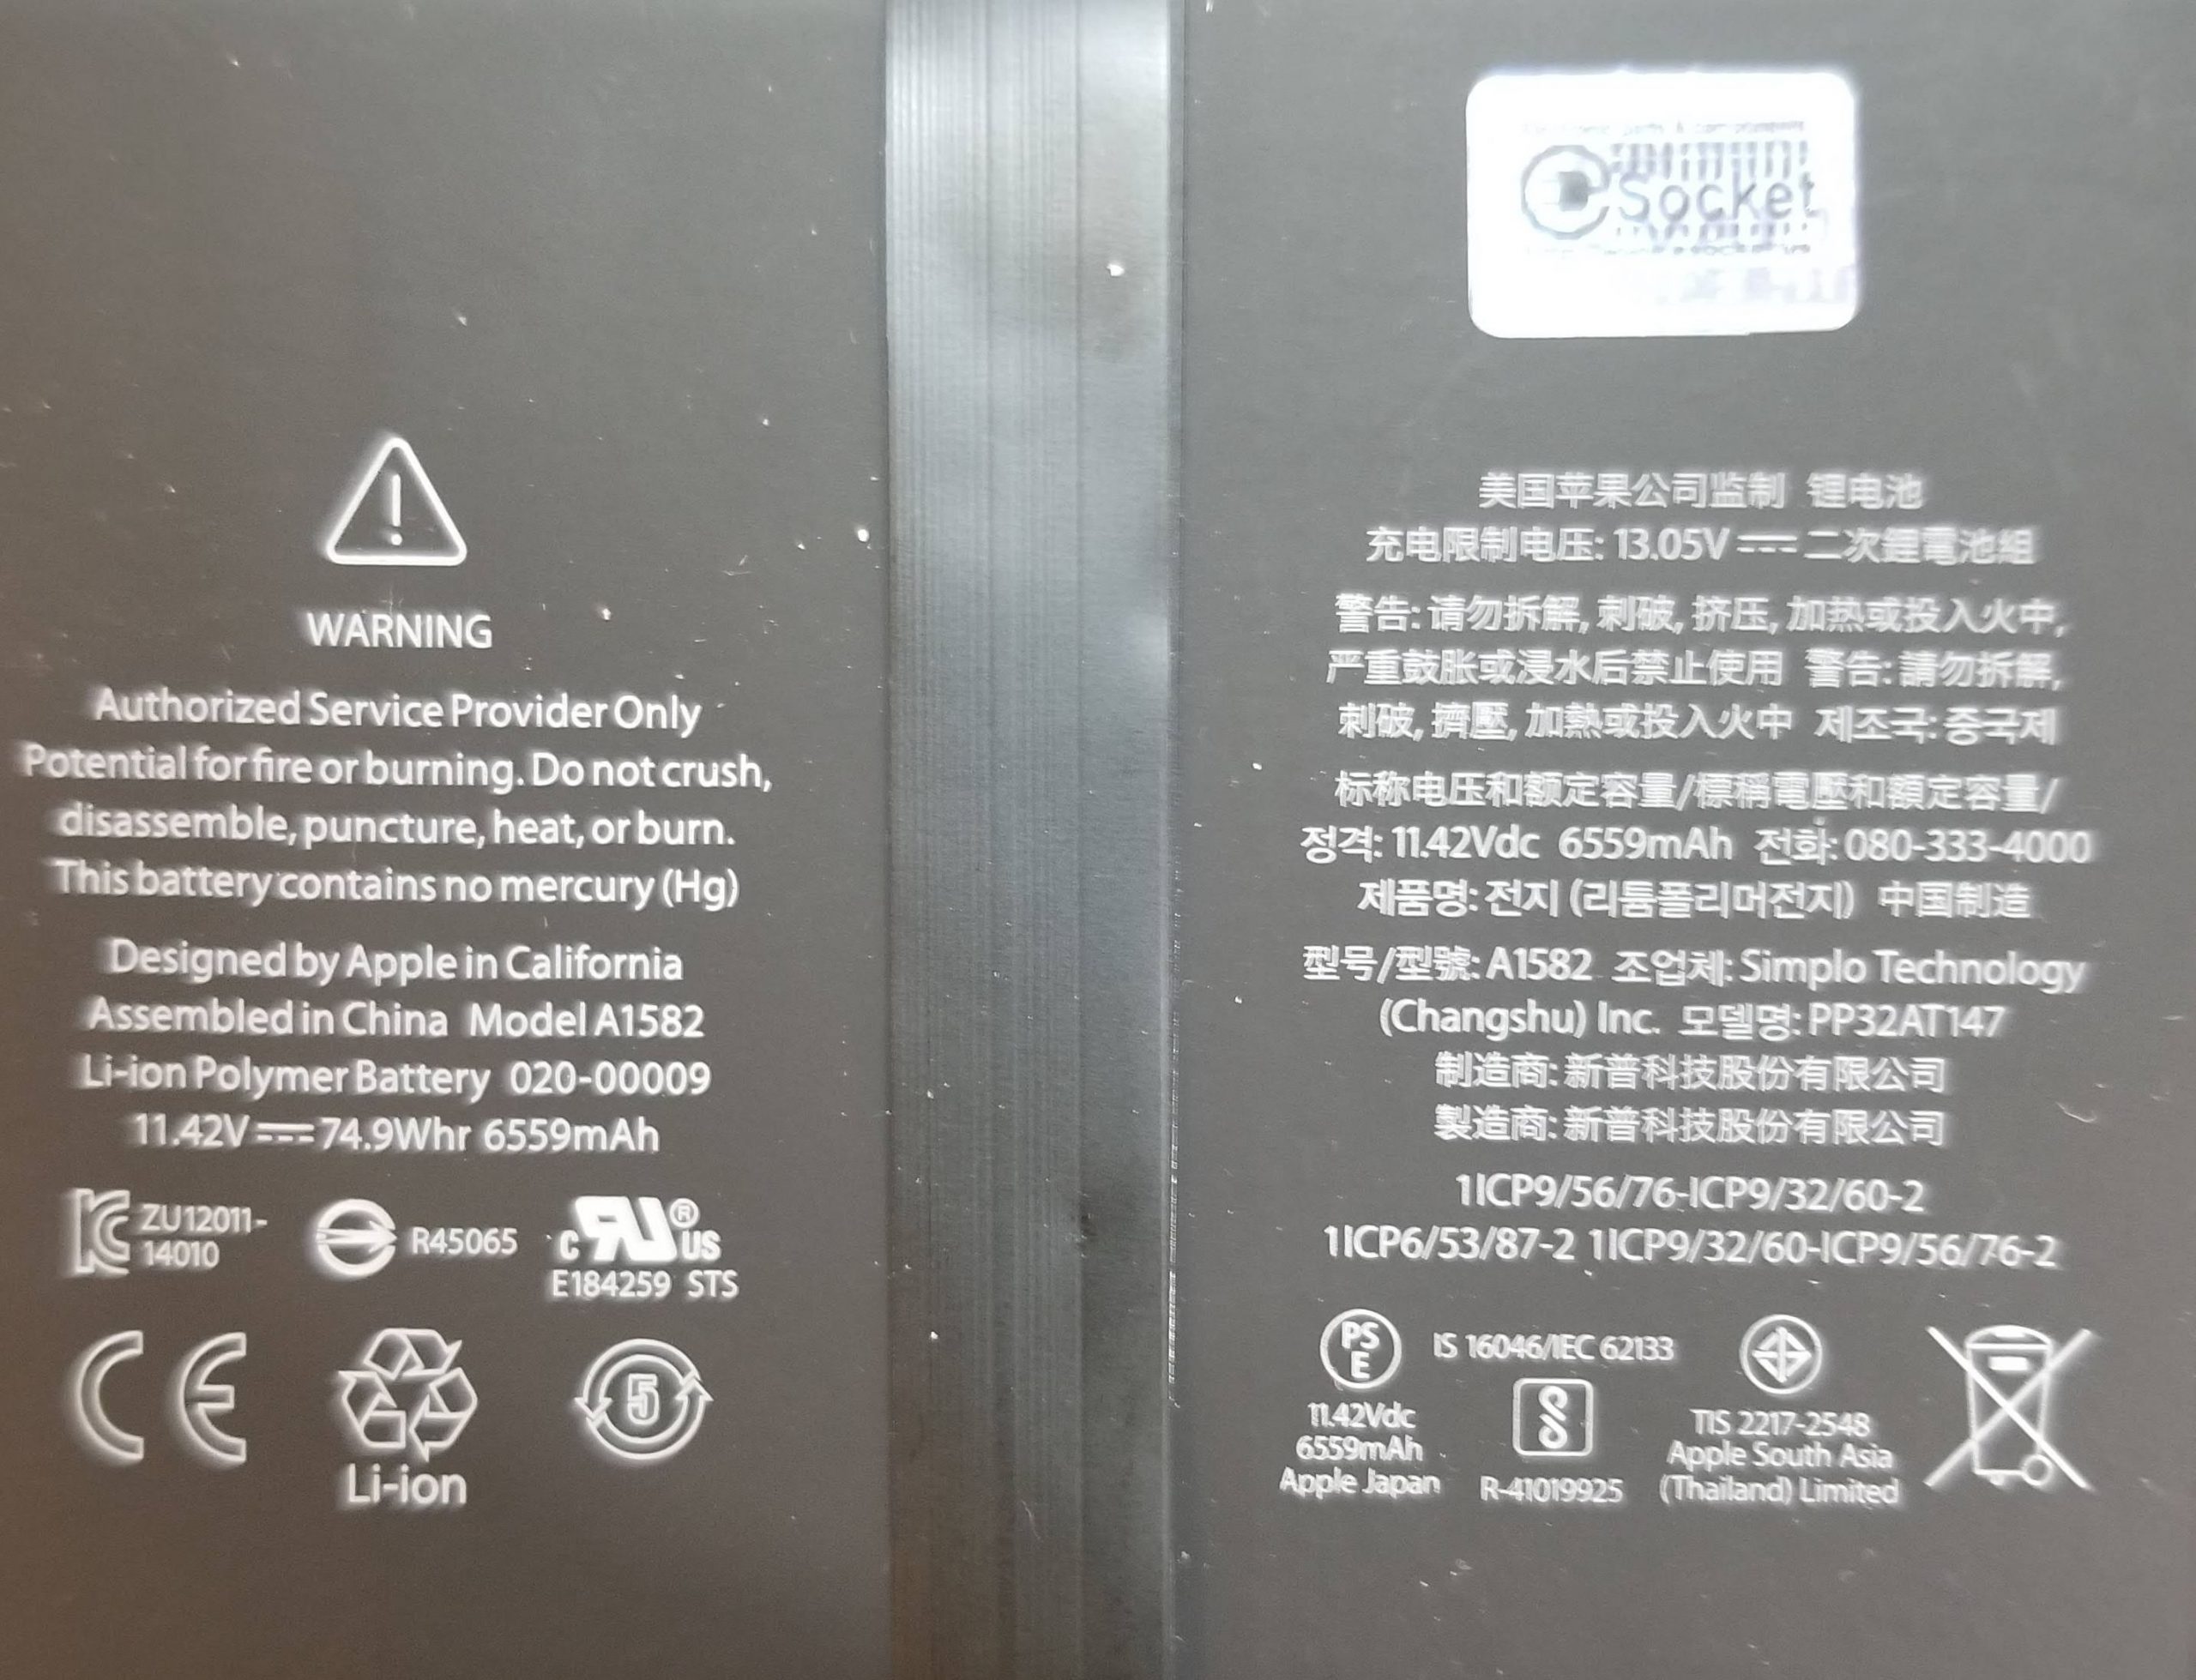 WARNING
Authorized Service Provider Only
Potential for fire or burning. Do not crush,
disassemble, puncture, heat, or burn.
This battery contains no mercury (Hg)
Designed by Apple in California
Assembled in China Model A1582
Li-ion Polymer Battery 020-00009
11.42V 74.9Whr 6559mAh
ZU12011-
14010
R45065
c RU ® US
E184259 STS
CE
Li-ion
5
Socket
美国苹果公司监制 锂电池
充电限制电压: 13.05V 二次鋰電池組
警告: 请勿拆解, 刺破, 挤压, 加热或投入火中,
严重鼓胀或浸水后禁止使用 警告: 請勿拆解,
刺破, 擠壓, 加熱或投入火中 제조국: 중국제
标称电压和额定容量/標稱電壓和額定容量/
정격: 11.42Vdc 6559mAh 전화: 080-333-4000
제품명: 전지 (리튬폴리머전지) 中国制造
型号/型號: A1582 조업체: Simplo Technology
(Changshu) Inc. 모델명: PP32AT147
制造商: 新普科技股份有限公司
製造商: 新普科技股份有限公司
1ICP9/56/76-ICP9/32/60-2
1ICP6/53/87-2 1ICP9/32/60-ICP9/56/76-2
PS
E
11.42Vdc
6559mAh
Apple Japan
IS 16046/IEC 62133
R-41019925
TIS 2217-2548
Apple South Asia
(Thailand) Limited